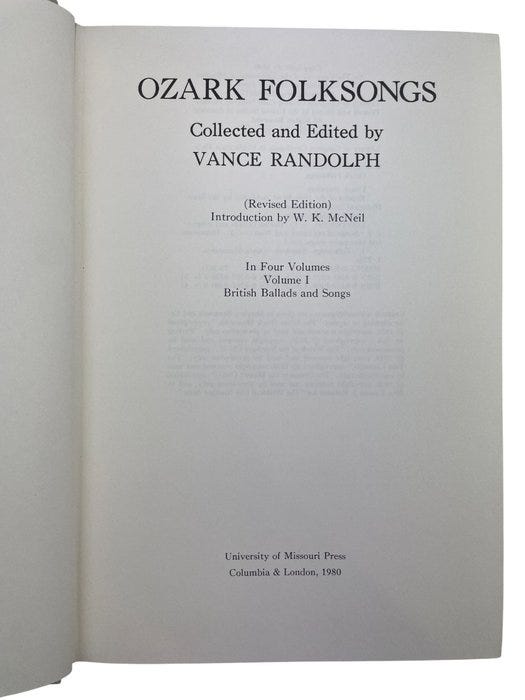 OZARK FOLKSONGS
Collected and Edited by
VANCE RANDOLPH
(Revised Edition)
Introduction by W. K. McNeil
In Four Volumes
Volume I
British Ballads and Songs
University of Missouri Press
Columbia & London, 1980